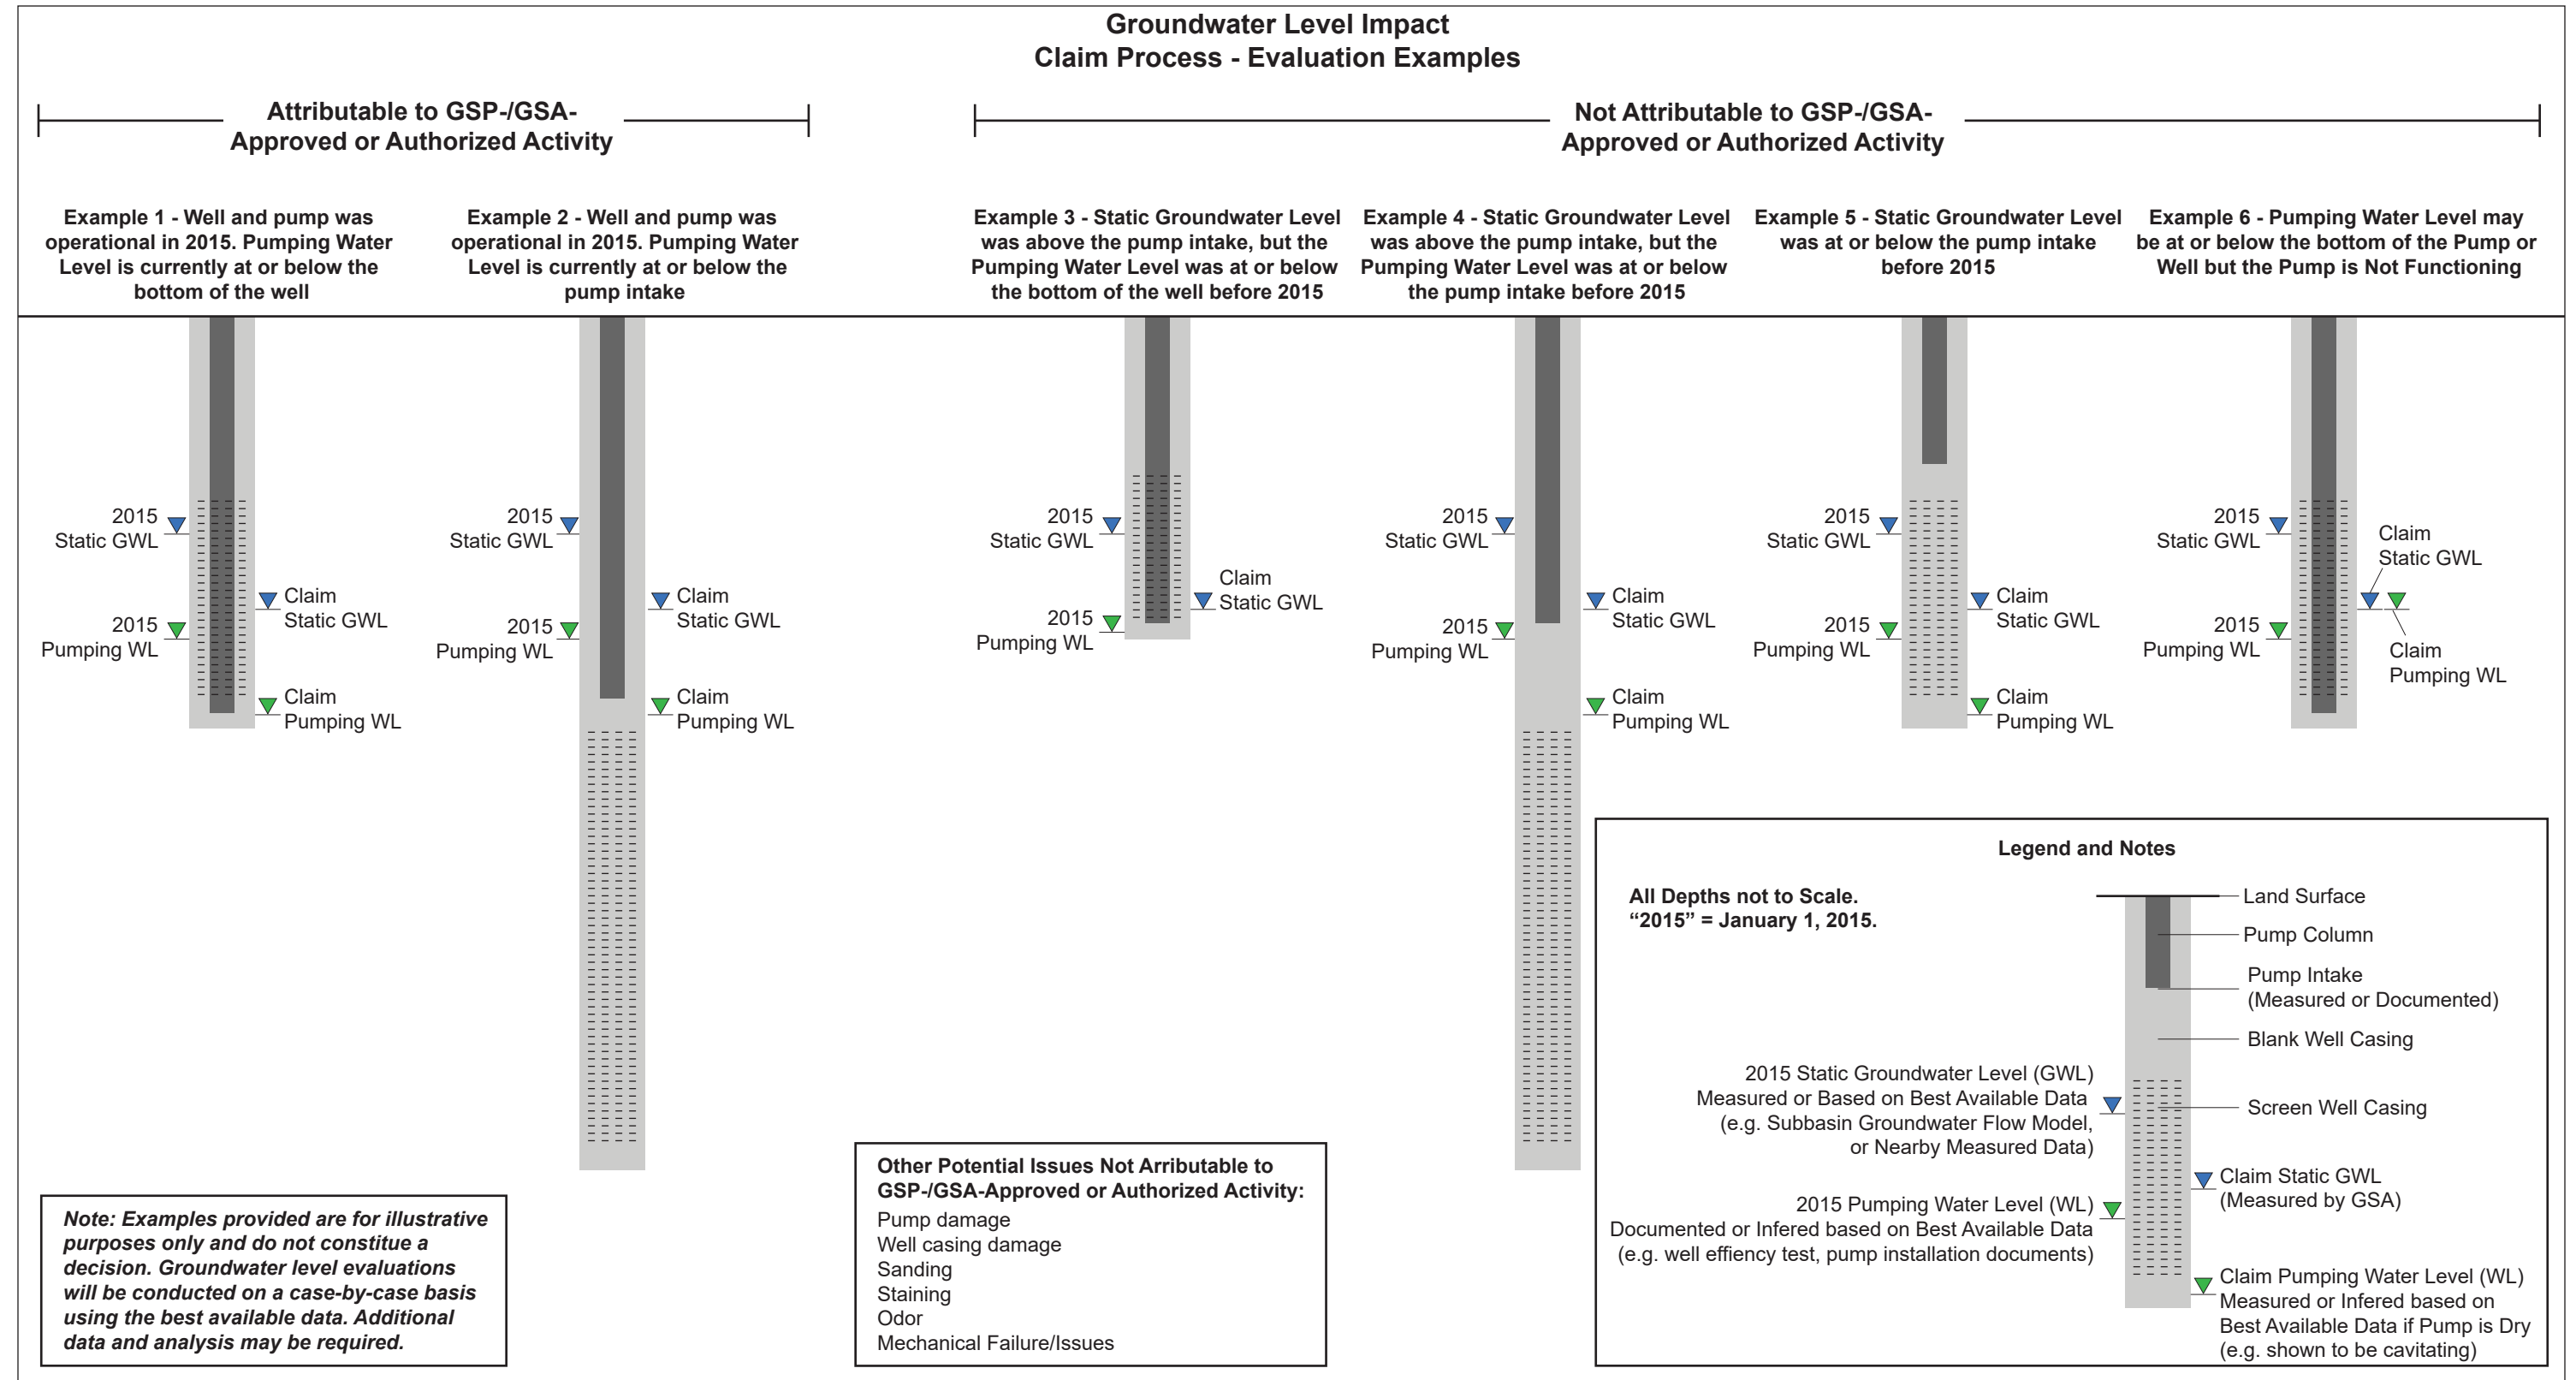 Groundwater Level Impact
Claim Process - Evaluation Examples
Attributable to GSP-/GSA-
Approved or Authorized Activity
Not Attributable to GSP-/GSA-
Approved or Authorized Activity
Example 1 - Well and pump was
operational in 2015. Pumping Water
Level is currently at or below the
bottom of the well
Example 2 - Well and pump was
operational in 2015. Pumping Water
Level is currently at or below the
pump intake
Example 3 - Static Groundwater Level
was above the pump intake, but the
Pumping Water Level was at or below
the bottom of the well before 2015
Example 4 - Static Groundwater Level
was above the pump intake, but the
Pumping Water Level was at or below
the pump intake before 2015
Example 5 - Static Groundwater Level
was at or below the pump intake
before 2015
Example 6 - Pumping Water Level may
be at or below the bottom of the Pump or
Well but the Pump is Not Functioning
2015
Static GWL
2015
Pumping WL
Claim
Static GWL
Claim
Pumping WL
2015
Static GWL
2015
Pumping WL
Claim
Static GWL
Claim
Pumping WL
2015
Static GWL
2015
Pumping WL
Claim
Static GWL
2015
Static GWL
2015
Pumping WL
Claim
Static GWL
Claim
Pumping WL
2015
Static GWL
2015
Pumping WL
Claim
Static GWL
Claim
Pumping WL
2015
Static GWL
2015
Pumping WL
Claim
Static GWL
Claim
Pumping WL
Note: Examples provided are for illustrative
purposes only and do not constitute a
decision. Groundwater level evaluations
will be conducted on a case-by-case basis
using the best available data. Additional
data and analysis may be required.
Other Potential Issues Not Arributable to
GSP-/GSA-Approved or Authorized Activity:
Pump damage
Well casing damage
Sanding
Staining
Odor
Mechanical Failure/Issues
Legend and Notes
All Depths not to Scale.
“2015” = January 1, 2015.
Land Surface
Pump Column
Pump Intake
(Measured or Documented)
Blank Well Casing
Screen Well Casing
2015 Static Groundwater Level (GWL)
Measured or Based on Best Available Data
(e.g. Subbasin Groundwater Flow Model,
or Nearby Measured Data)
2015 Pumping Water Level (WL)
Documented or Infered based on Best Available Data
(e.g. well effiency test, pump installation documents)
Claim Static GWL
(Measured by GSA)
Claim Pumping Water Level (WL)
Measured or Infered based on
Best Available Data if Pump is Dry
(e.g. shown to be cavitating)